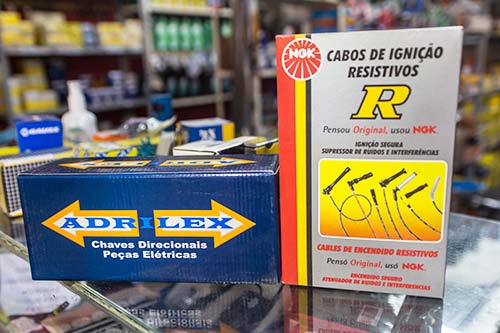 ADRILEX
Chaves Direcionais
Peças Elétricas
NGK
CABOS DE IGNIÇÃO
RESISTIVOS
R
Pensou Original, usou NGK.
IGNIÇÃO SEGURA
SUPRESSOR DE RUÍDOS E INTERFERÊNCIAS
CABLES DE ENCENDIDO RESISTIVOS
Pensó Original, usó NGK.
ENCENDIDO SEGURO
ATENUADOR DE RUIDOS E INTERFERENCIAS